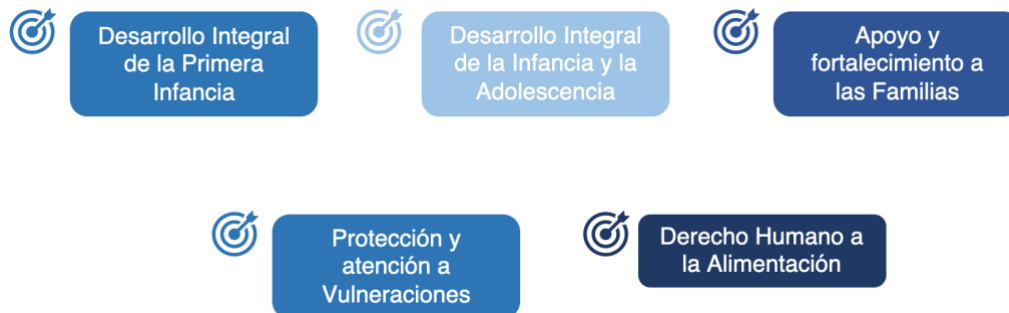 Desarrollo Integral
de la Primera
Infancia
Desarrollo Integral
de la Infancia y la
Adolescencia
Apoyo y
fortalecimiento a
las Familias
Protección y
atención a
Vulneraciones
Derecho Humano a
la Alimentación